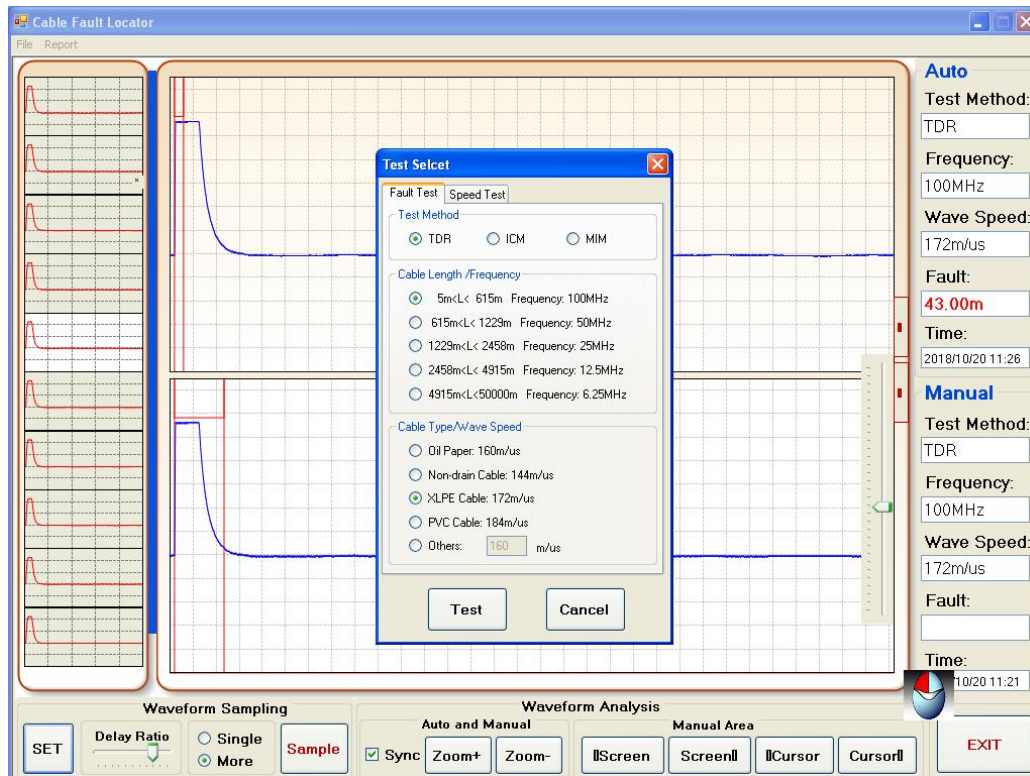 Cable Fault Locator
File Report
Test Selcet
Fault Test Speed Test
Test Method
TDR ICM MIM
Cable Length /Frequency
5m<L< 615m Frequency: 100MHz
615m<L< 1229m Frequency: 50MHz
1229m<L< 2458m Frequency: 25MHz
2458m<L< 4915m Frequency: 12.5MHz
4915m<L<50000m Frequency: 6.25MHz
Cable Type/Wave Speed
Oil Paper: 160m/us
Non-drain Cable: 144m/us
XLPE Cable: 172m/us
PVC Cable: 184m/us
Others: 160 m/us
Test Cancel
Auto
Test Method:
TDR
Frequency:
100MHz
Wave Speed:
172m/us
Fault:
43.00m
Time:
2018/10/20 11:26
Manual
Test Method:
TDR
Frequency:
100MHz
Wave Speed:
172m/us
Fault:
Time:
/10/20 11:21
Waveform Sampling
SET
Delay Ratio
Single
More
Sample
Waveform Analysis
Auto and Manual
Sync Zoom+ Zoom-
Manual Area
[]Screen Screen[] []Cursor Cursor[]
EXIT